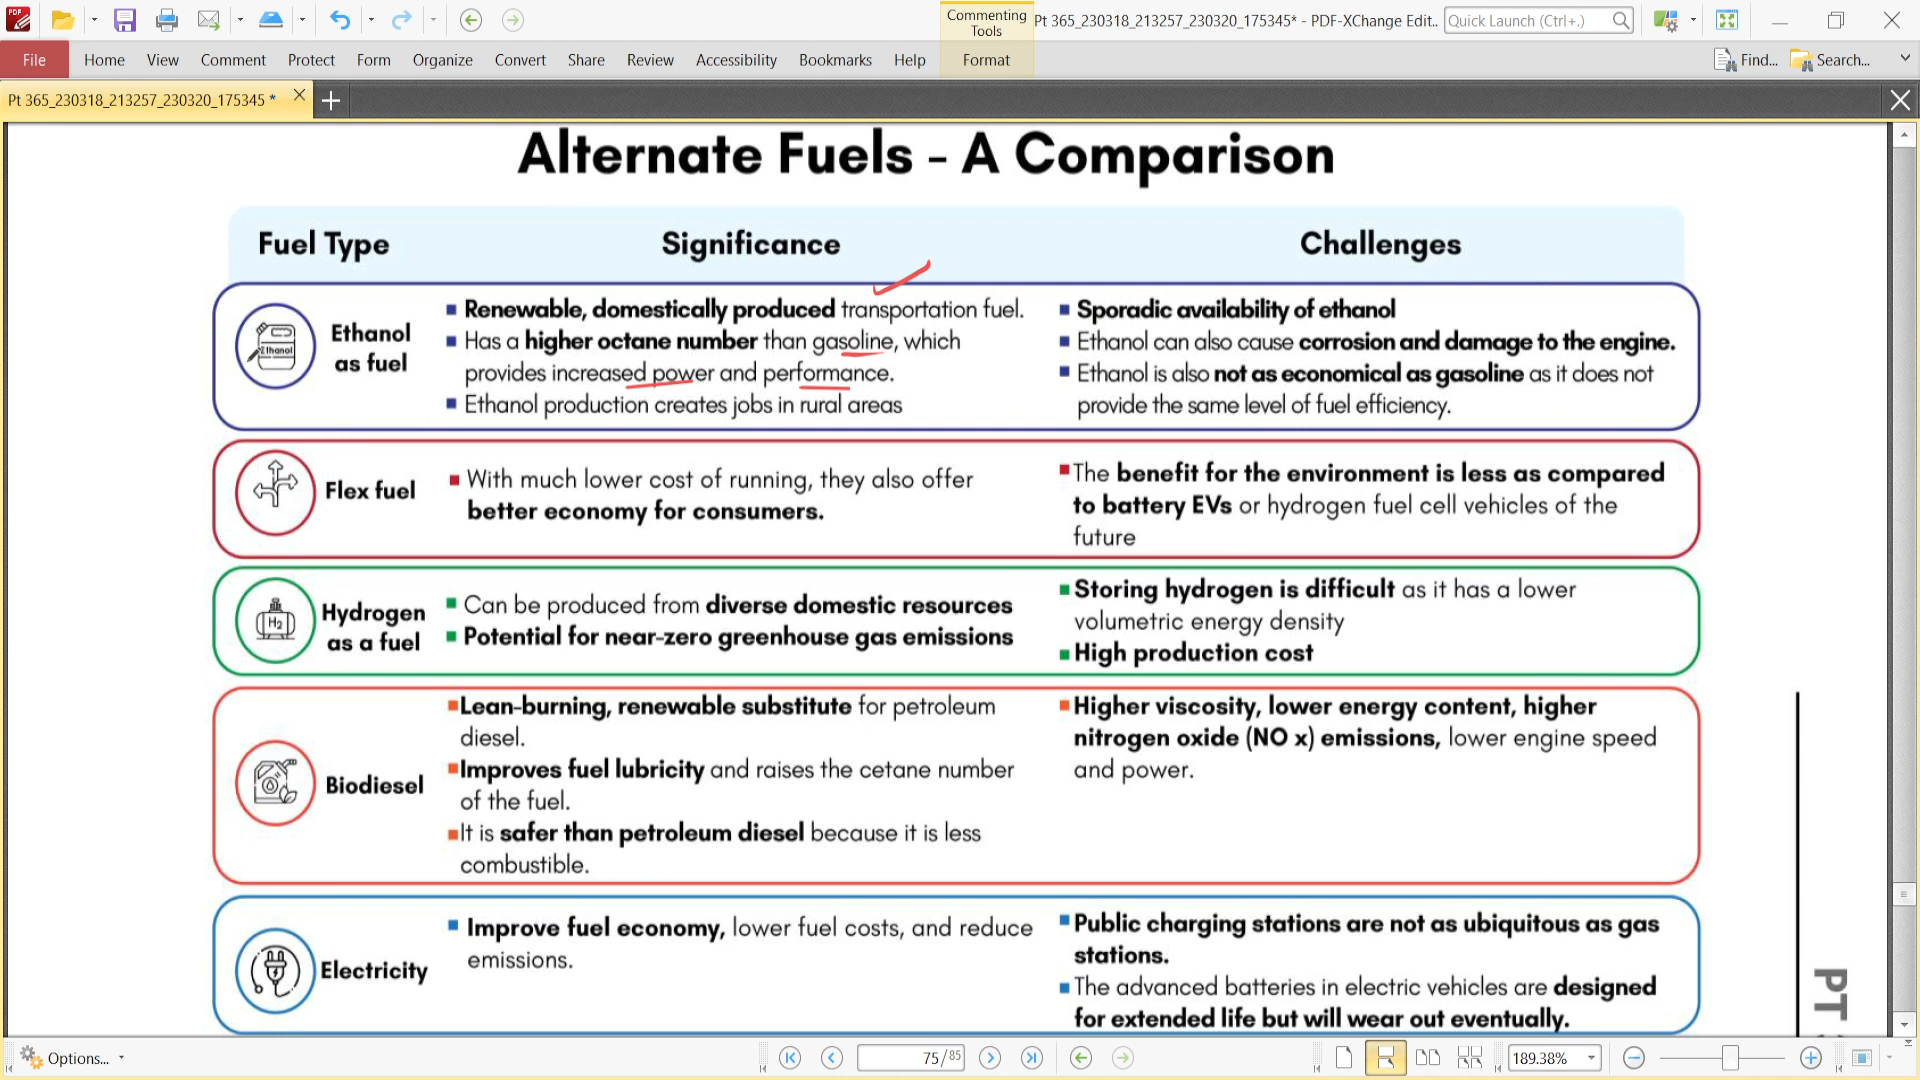 Commenting Tools
Pt 365_230318_213257_230320_175345* - PDF-XChange Edit..
Quick Launch (Ctrl+.)
File Home View Comment Protect Form Organize Convert Share Review Accessibility Bookmarks Help Format Find... Search...
Pt 365_230318_213257_230320_175345 *
Alternate Fuels - A Comparison
Fuel Type Significance Challenges
Ethanol
Ethanol
as fuel
Renewable, domestically produced transportation fuel.
Has a higher octane number than gasoline, which
provides increased power and performance.
Ethanol production creates jobs in rural areas
Sporadic availability of ethanol
Ethanol can also cause corrosion and damage to the engine.
Ethanol is also not as economical as gasoline as it does not
provide the same level of fuel efficiency.
Flex fuel
With much lower cost of running, they also offer
better economy for consumers.
The benefit for the environment is less as compared
to battery EVs or hydrogen fuel cell vehicles of the
future
H2
Hydrogen
as a fuel
Can be produced from diverse domestic resources
Potential for near-zero greenhouse gas emissions
Storing hydrogen is difficult as it has a lower
volumetric energy density
High production cost
Biodiesel
Lean-burning, renewable substitute for petroleum
diesel.
Improves fuel lubricity and raises the cetane number
of the fuel.
It is safer than petroleum diesel because it is less
combustible.
Higher viscosity, lower energy content, higher
nitrogen oxide (NO x) emissions, lower engine speed
and power.
Electricity
Improve fuel economy, lower fuel costs, and reduce
emissions.
Public charging stations are not as ubiquitous as gas
stations.
The advanced batteries in electric vehicles are designed
for extended life but will wear out eventually.
PT
Options... 75/85 189.38%